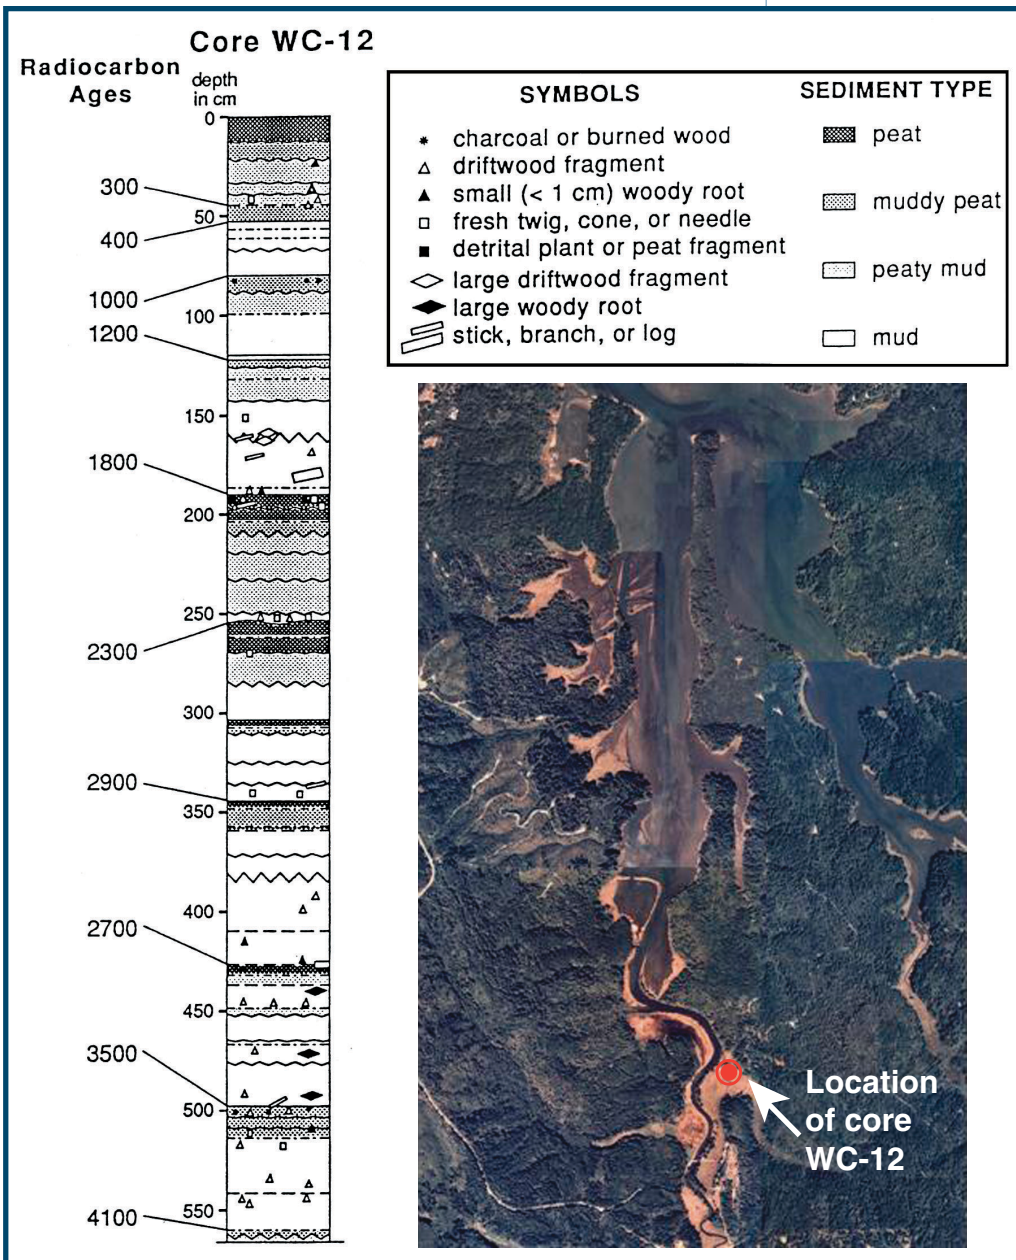 Core WC-12
Radiocarbon
Ages
depth
in cm
0
300
50
400
1000
100
1200
150
1800
200
250
2300
300
2900
350
400
2700
450
3500
500
550
4100
SYMBOLS
charcoal or burned wood
driftwood fragment
small (< 1 cm) woody root
fresh twig, cone, or needle
detrital plant or peat fragment
large driftwood fragment
large woody root
stick, branch, or log
SEDIMENT TYPE
peat
muddy peat
peaty mud
mud
Location
of core
WC-12